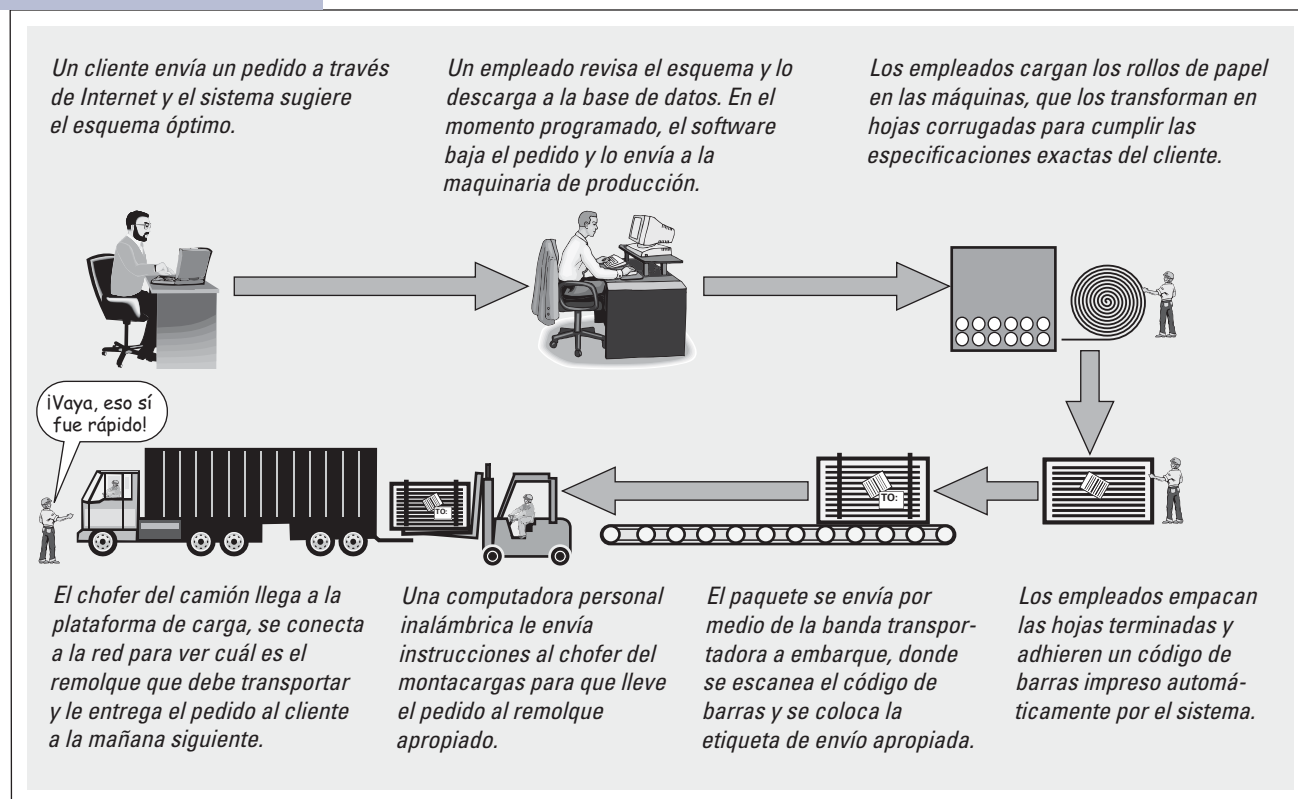 Un cliente envía un pedido a través
de Internet y el sistema sugiere
el esquema óptimo.
Un empleado revisa el esquema y lo
descarga a la base de datos. En el
momento programado, el software
baja el pedido y lo envía a la
maquinaria de producción.
Los empleados cargan los rollos de papel
en las máquinas, que los transforman en
hojas corrugadas para cumplir las
especificaciones exactas del cliente.
¡Vaya, eso sí
fue rápido!
TO:
TO:
El chofer del camión llega a la
plataforma de carga, se conecta
a la red para ver cuál es el
remolque que debe transportar
y le entrega el pedido al cliente
a la mañana siguiente.
Una computadora personal
inalámbrica le envía
instrucciones al chofer del
montacargas para que lleve
el pedido al remolque
apropiado.
El paquete se envía por
medio de la banda transpor-
tadora a embarque, donde
se escanea el código de
barras y se coloca la
etiqueta de envío apropiada.
Los empleados empacan
las hojas terminadas y
adhieren un código de
barras impreso automá-
ticamente por el sistema.